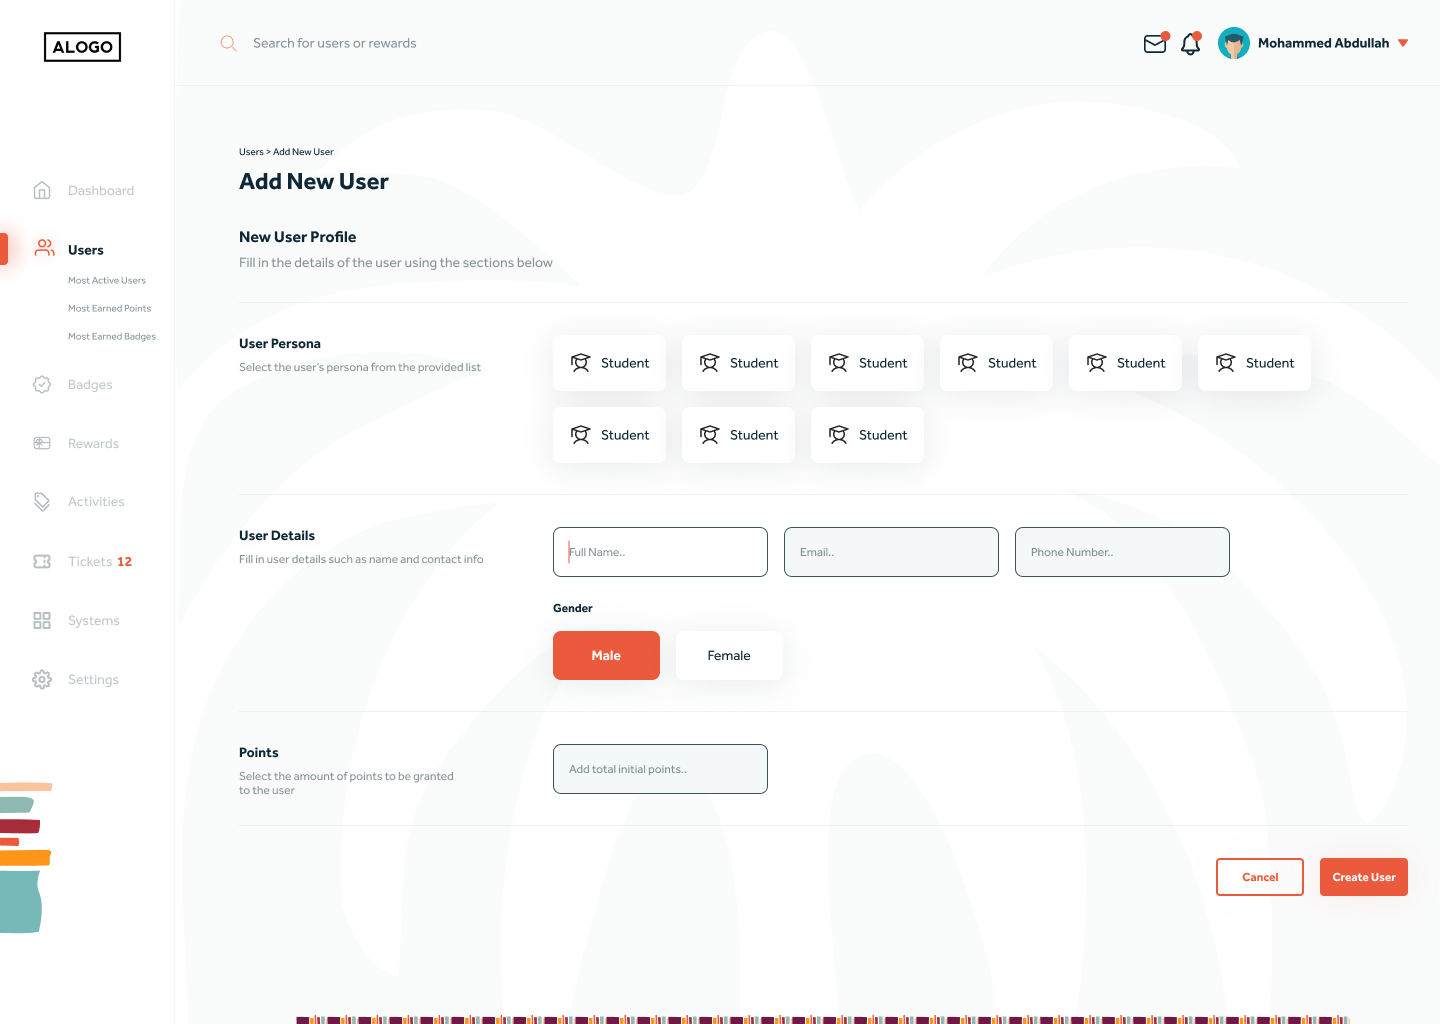 ALOGO
Search for users or rewards
Mohammed Abdullah
Dashboard
Users
Most Active Users
Most Earned Points
Most Earned Badges
Badges
Rewards
Activities
Tickets 12
Systems
Settings
Users > Add New User
Add New User
New User Profile
Fill in the details of the user using the sections below
User Persona
Select the user's persona from the provided list
Student Student Student Student Student Student
Student Student Student
User Details
Fill in user details such as name and contact info
Full Name.. Email.. Phone Number..
Gender
Male Female
Points
Select the amount of points to be granted
to the user
Add total initial points..
Cancel Create User